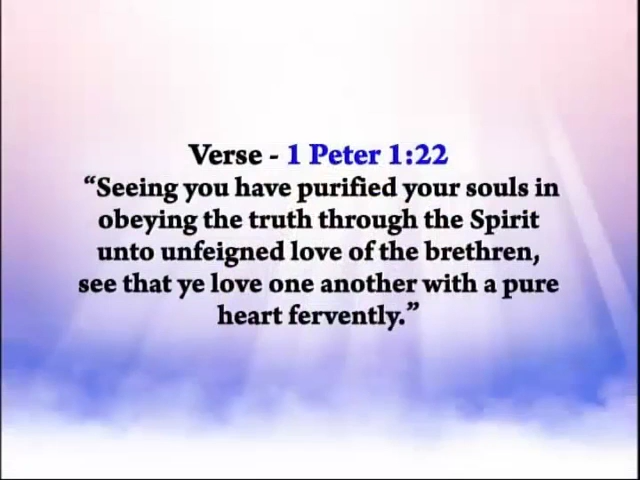 Verse - 1 Peter 1:22
“Seeing you have purified your souls in
obeying the truth through the Spirit
unto unfeigned love of the brethren,
see that ye love one another with a pure
heart fervently.”